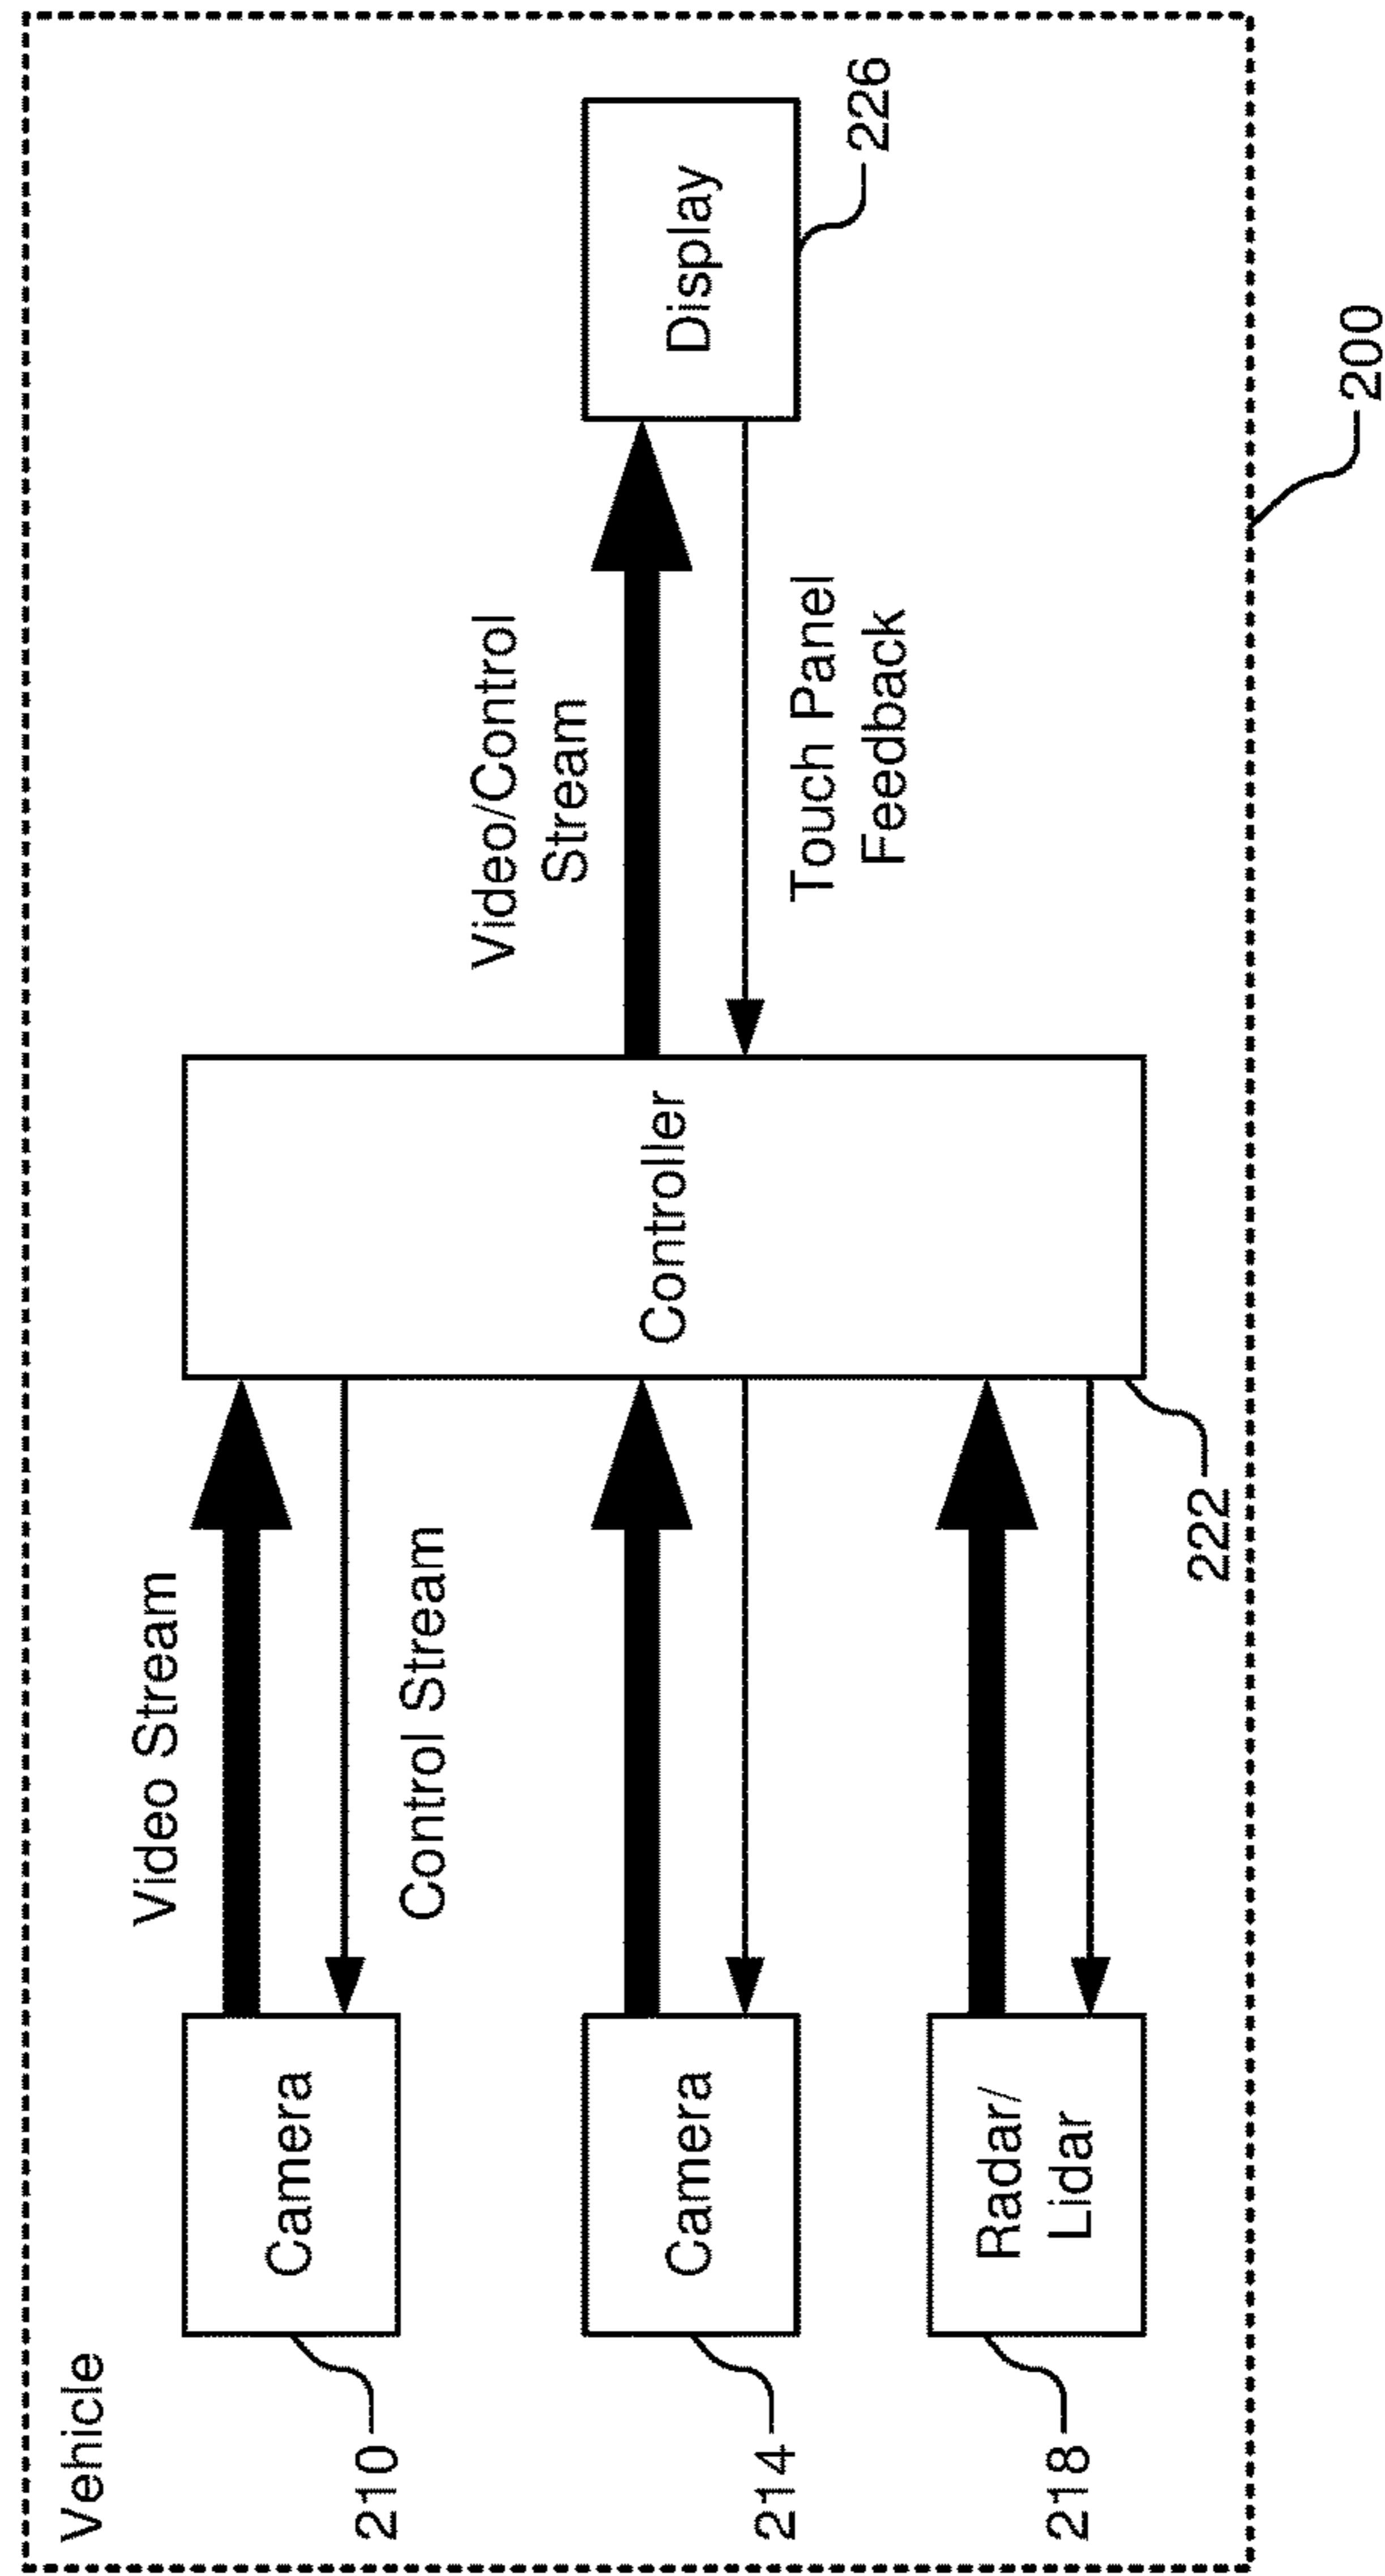 Vehicle
Video Stream
Camera
210
Control Stream
Video/Control
Stream
Camera
214
Controller
Display
226
Touch Panel
Feedback
Radar/
Lidar
218
222
200